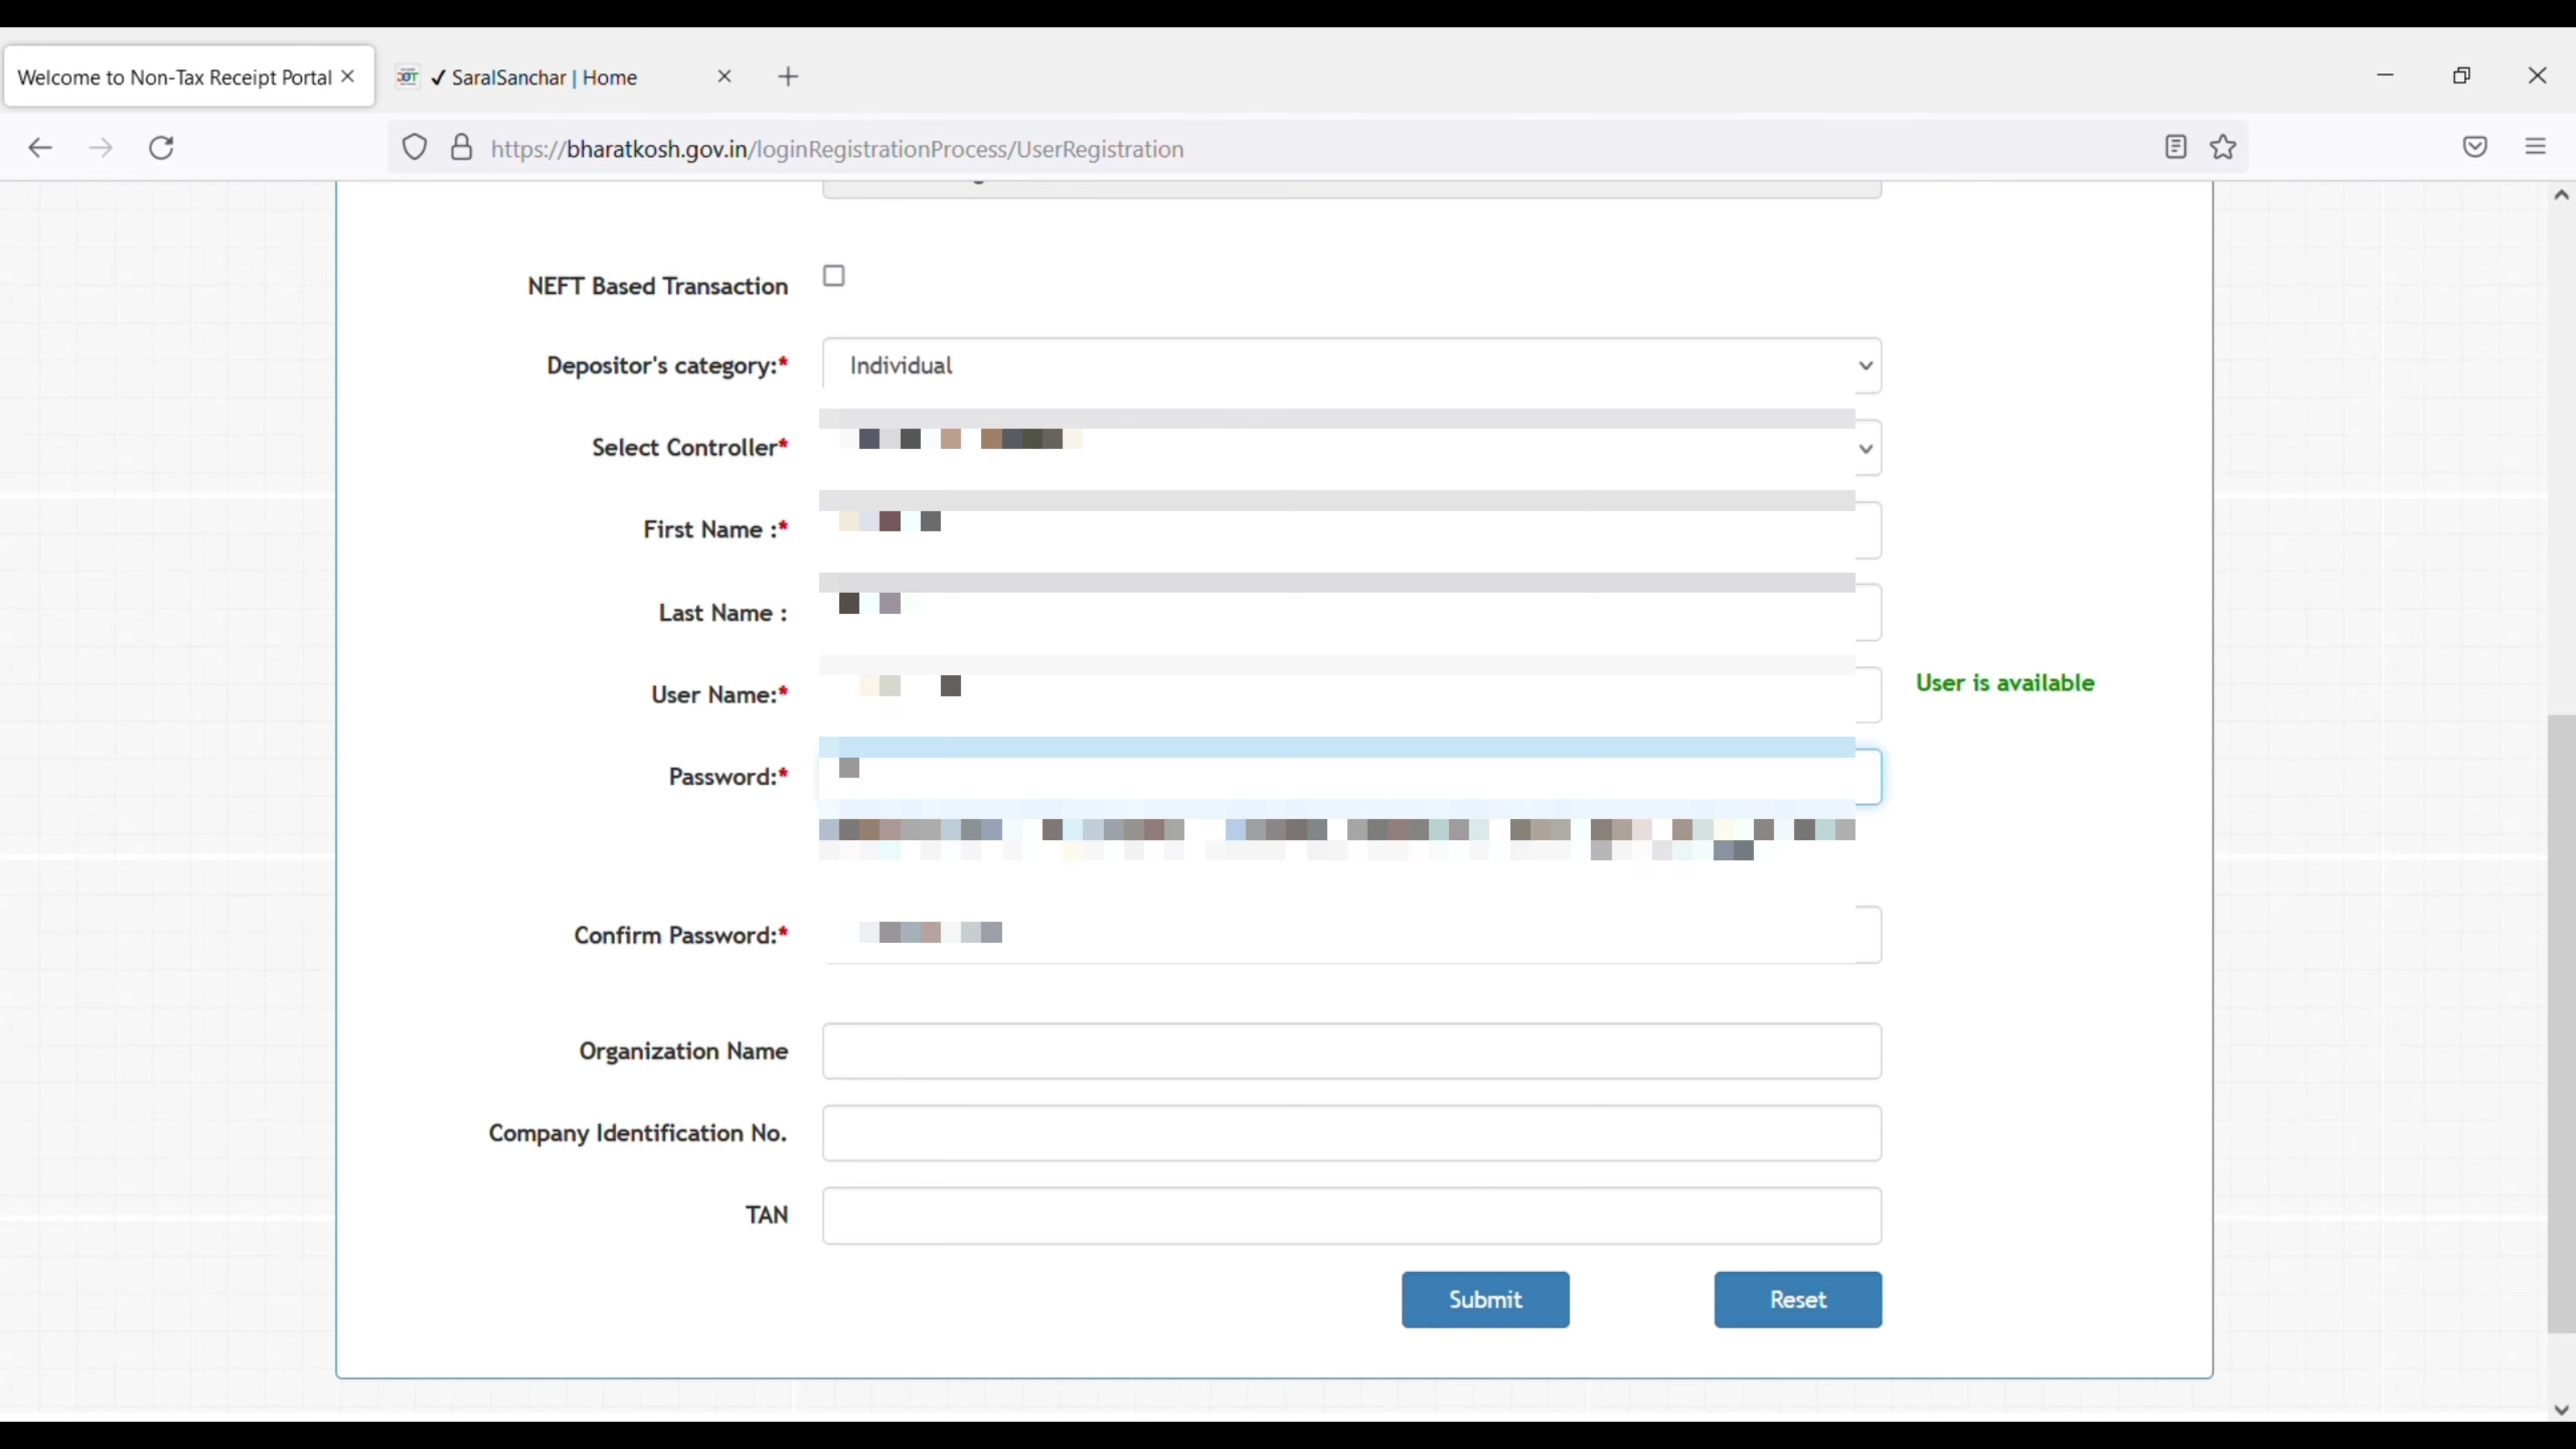 Welcome to Non-Tax Receipt Portal
✓ SaralSanchar | Home
https://bharatkosh.gov.in/loginRegistrationProcess/UserRegistration
NEFT Based Transaction
Depositor's category:* Individual
Select Controller*
First Name :*
Last Name :
User Name:* User is available
Password:*
Confirm Password:*
Organization Name
Company Identification No.
TAN
Submit Reset